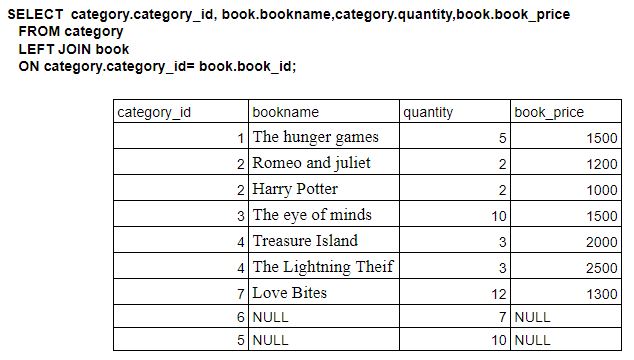 SELECT category.category_id, book.bookname,category.quantity,book.book_price
FROM category
LEFT JOIN book
ON category.category_id= book.book_id;
category_id bookname quantity book_price
1 The hunger games 5 1500
2 Romeo and juliet 2 1200
2 Harry Potter 2 1000
3 The eye of minds 10 1500
4 Treasure Island 3 2000
4 The Lightning Theif 3 2500
7 Love Bites 12 1300
6 NULL 7 NULL
5 NULL 10 NULL